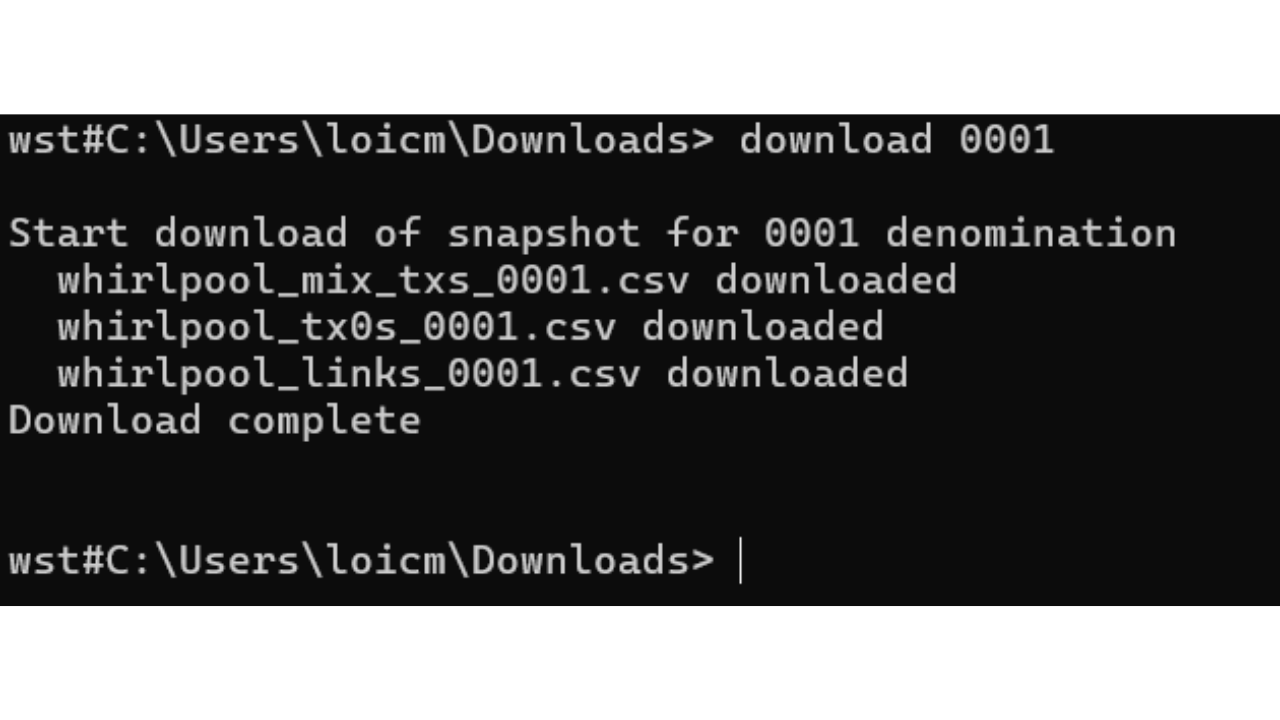 wst#C:\Users\loicm\Downloads> download 0001
Start download of snapshot for 0001 denomination
whirlpool_mix_txs_0001.csv downloaded
whirlpool_tx0s_0001.csv downloaded
whirlpool_links_0001.csv downloaded
Download complete
wst#C:\Users\loicm\Downloads>